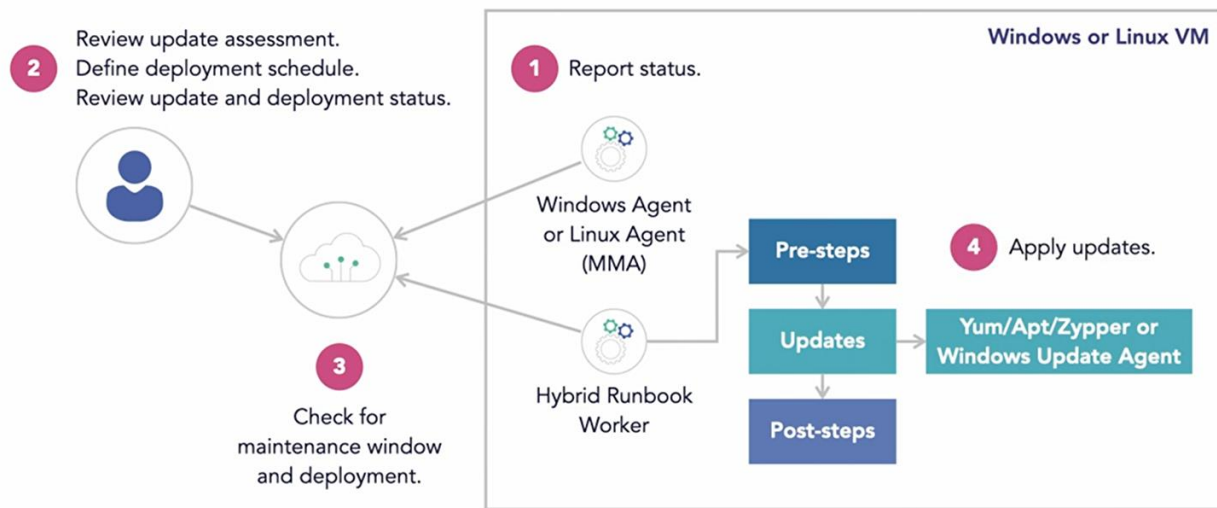 2
Review update assessment.
Define deployment schedule.
Review update and deployment status.
1
Report status.
Windows or Linux VM
Windows Agent
or Linux Agent
(MMA)
Pre-steps
4
Apply updates.
Updates
Yum/Apt/Zypper or
Windows Update Agent
3
Check for
maintenance window
and deployment.
Hybrid Runbook
Worker
Post-steps